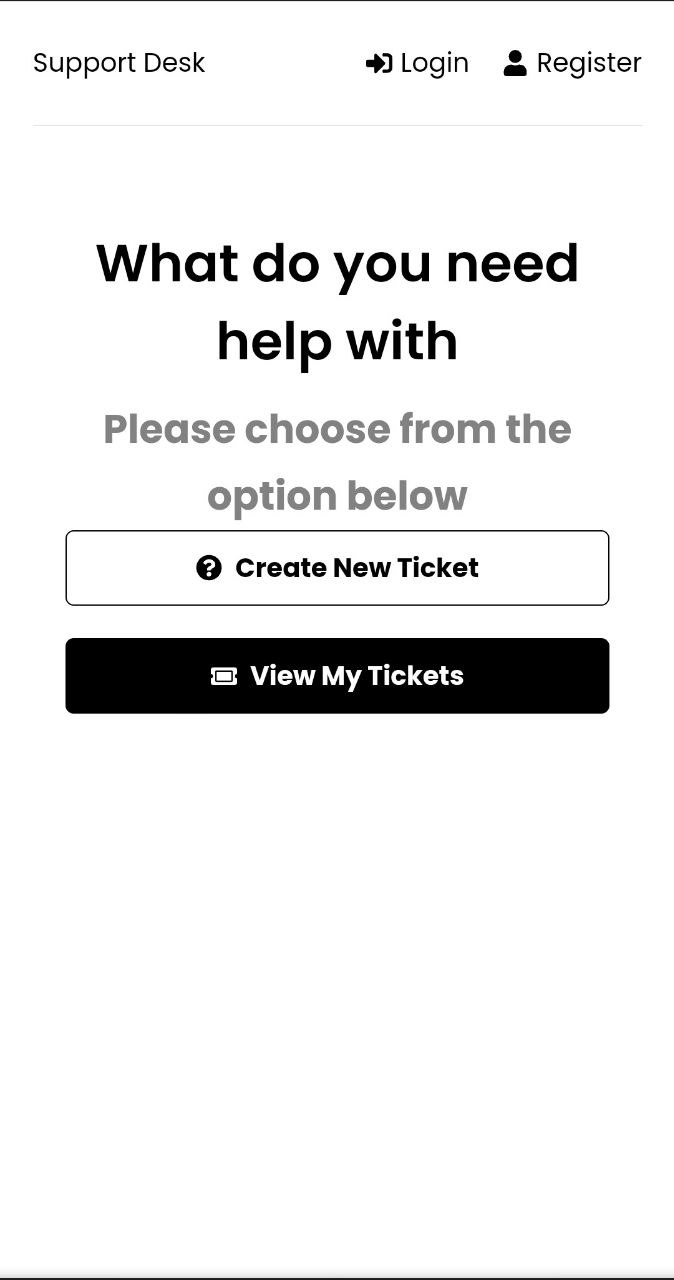 Support Desk Login Register
What do you need
help with
Please choose from the
option below
Create New Ticket
View My Tickets